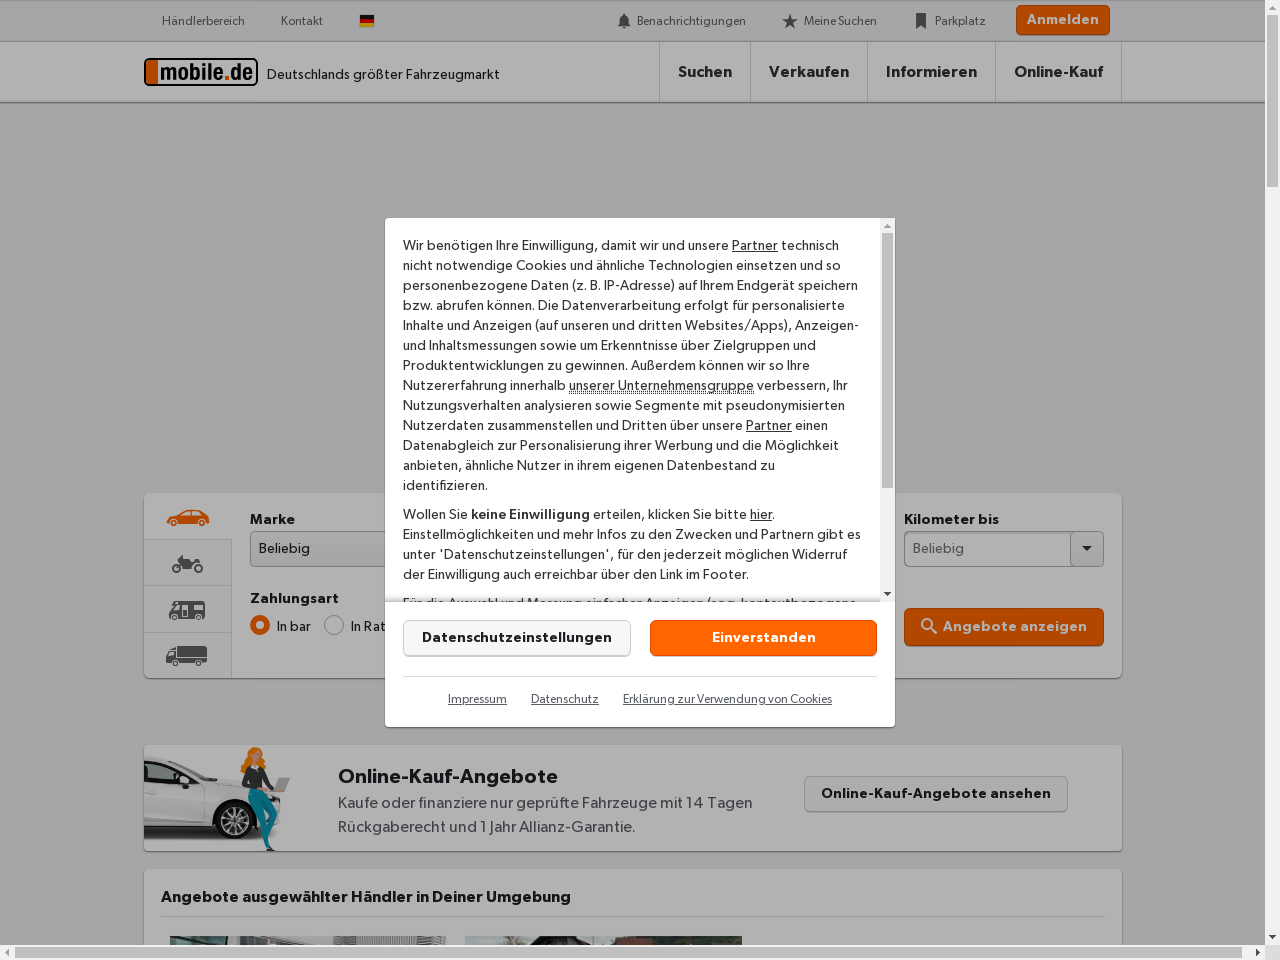 Händlerbereich Kontakt Benachrichtigungen Meine Suchen Parkplatz Anmelden
mobile.de Deutschlands größter Fahrzeugmarkt Suchen Verkaufen Informieren Online-Kauf
Wir benötigen Ihre Einwilligung, damit wir und unsere Partner technisch
nicht notwendige Cookies und ähnliche Technologien einsetzen und so
personenbezogene Daten (z. B. IP-Adresse) auf Ihrem Endgerät speichern
bzw. abrufen können. Die Datenverarbeitung erfolgt für personalisierte
Inhalte und Anzeigen (auf unseren und dritten Websites/Apps), Anzeigen-
und Inhaltsmessungen sowie um Erkenntnisse über Zielgruppen und
Produktentwicklungen zu gewinnen. Außerdem können wir so Ihre
Nutzererfahrung innerhalb unserer Unternehmensgruppe verbessern, Ihr
Nutzungsverhalten analysieren sowie Segmente mit pseudonymisierten
Nutzerdaten zusammenstellen und Dritten über unsere Partner einen
Datenabgleich zur Personalisierung ihrer Werbung und die Möglichkeit
anbieten, ähnliche Nutzer in ihrem eigenen Datenbestand zu
identifizieren.
Wollen Sie keine Einwilligung erteilen, klicken Sie bitte hier.
Einstellmöglichkeiten und mehr Infos zu den Zwecken und Partnern gibt es
unter 'Datenschutzeinstellungen', für den jederzeit möglichen Widerruf
der Einwilligung auch erreichbar über den Link im Footer.
Für die Auswahl und Messung einfacher Anzeigen (sog. kontextbezogene
Datenschutzeinstellungen Einverstanden
Impressum Datenschutz Erklärung zur Verwendung von Cookies
Marke
Beliebig
Zahlungsart
In bar In Rat
Kilometer bis
Beliebig
Angebote anzeigen
Online-Kauf-Angebote
Kaufe oder finanziere nur geprüfte Fahrzeuge mit 14 Tagen
Rückgaberecht und 1 Jahr Allianz-Garantie.
Online-Kauf-Angebote ansehen
Angebote ausgewählter Händler in Deiner Umgebung